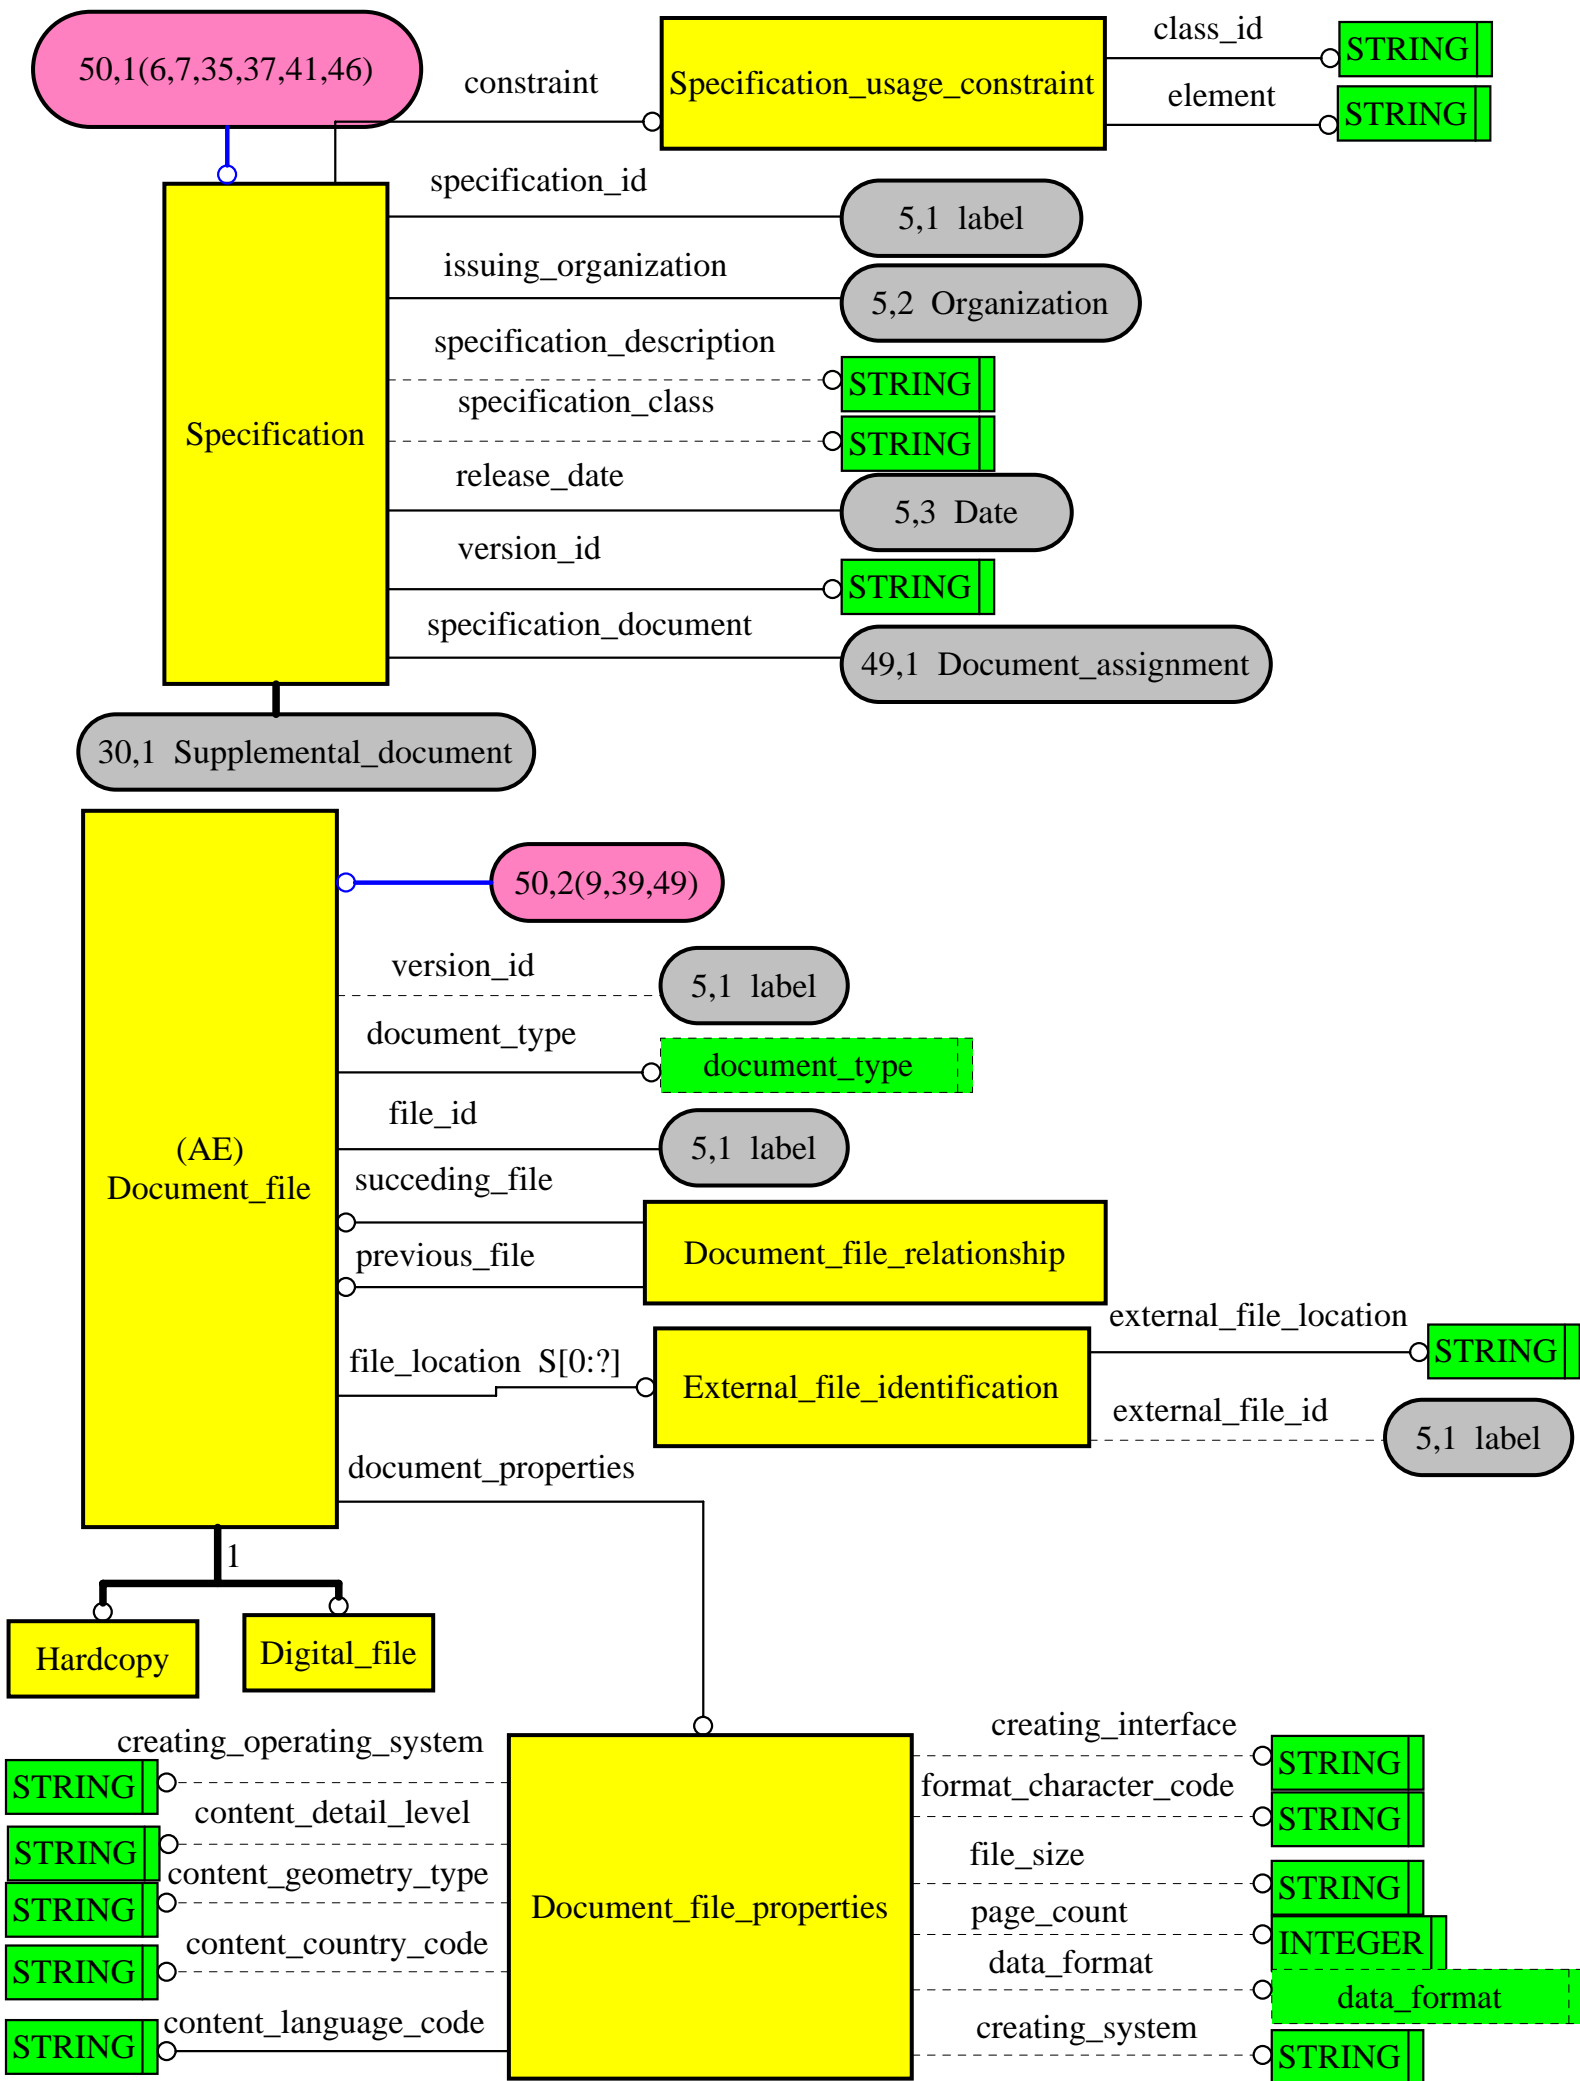 50,1(6,7,35,37,41,46)
constraint
Specification_usage_constraint
class_id
STRING
element
STRING
Specification
specification_id
5,1 label
issuing_organization
5,2 Organization
specification_description
STRING
specification_class
STRING
release_date
5,3 Date
version_id
STRING
specification_document
49,1 Document_assignment
30,1 Supplemental_document
(AE)
Document_file
50,2(9,39,49)
version_id
5,1 label
document_type
document_type
file_id
5,1 label
succeding_file
previous_file
Document_file_relationship
file_location S[0:?]
External_file_identification
external_file_location
STRING
external_file_id
5,1 label
document_properties
1
Hardcopy
Digital_file
Document_file_properties
creating_operating_system
STRING
content_detail_level
STRING
content_geometry_type
STRING
content_country_code
STRING
content_language_code
STRING
creating_interface
STRING
format_character_code
STRING
file_size
STRING
page_count
INTEGER
data_format
data_format
creating_system
STRING